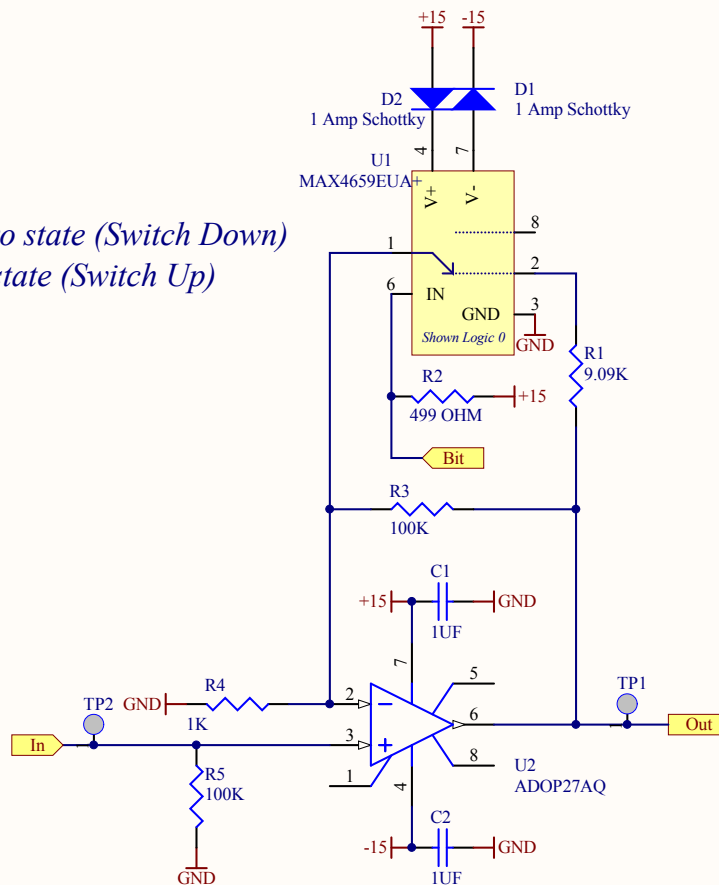 +15 -15
D2
1 Amp Schottky
D1
1 Amp Schottky
4 7
U1
MAX4659EUA+
V+ V-
o state (Switch Down)
state (Switch Up)
1
8
2
6 IN
GND 3
Shown Logic 0
GND
R1
9.09K
R2
+15
499 OHM
Bit
R3
100K
C1
+15 GND
1UF
7
5
TP1
TP2
GND
R4
2
1K
6
Out
In
3
R5
100K
1
8
4
U2
ADOP27AQ
C2
-15 GND
1UF
GND